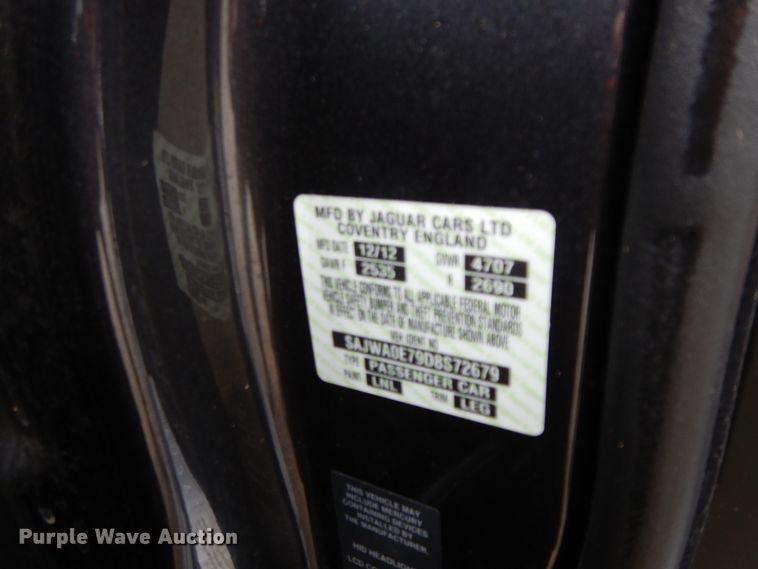 MFD BY JAGUAR CARS LTD
COVENTRY ENGLAND
MFD DATE 12/12 GVWR 4707
GAWR F 2535 R 2690
THIS VEHICLE CONFORMS TO ALL APPLICABLE FEDERAL MOTOR
VEHICLE SAFETY BUMPER AND THEFT PREVENTION STANDARDS
IN EFFECT ON THE DATE OF MANUFACTURE SHOWN ABOVE
VEH. IDENT NO
SAJWA0E79D8S72679
TYPE PASSENGER CAR
PAINT LNL TRIM LEG
THIS VEHICLE MAY
INCLUDE MERCURY
CONTAINING DEVICES
INSTALLED BY
THE MANUFACTURER.
HID HEADLIGH
LCD
Purple Wave Auction